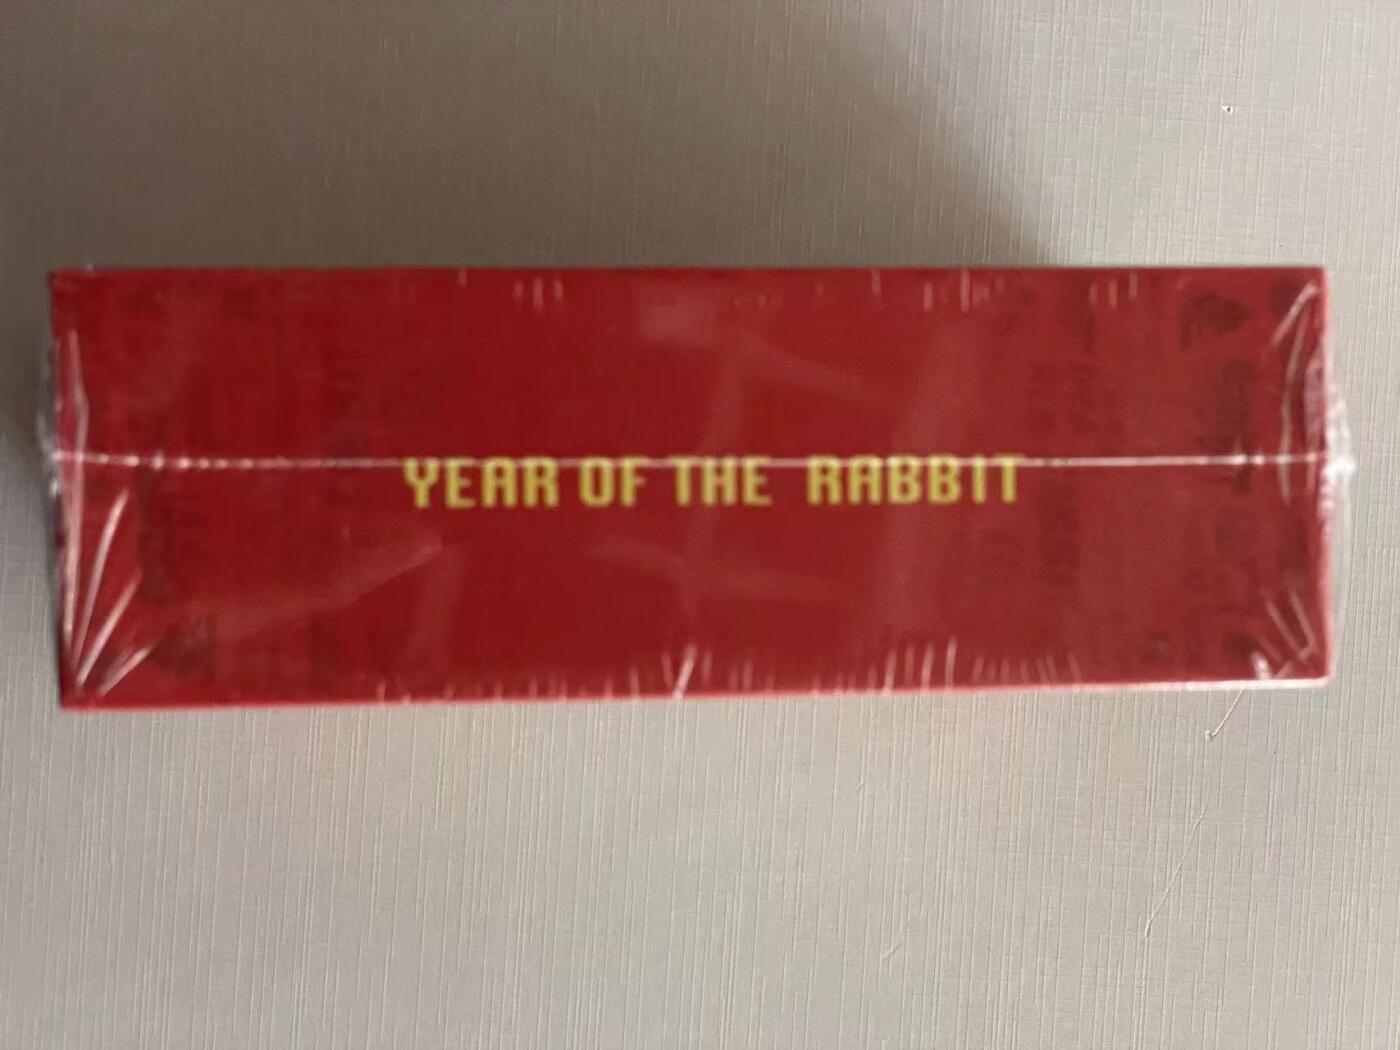 YEAR OF THE RABBIT